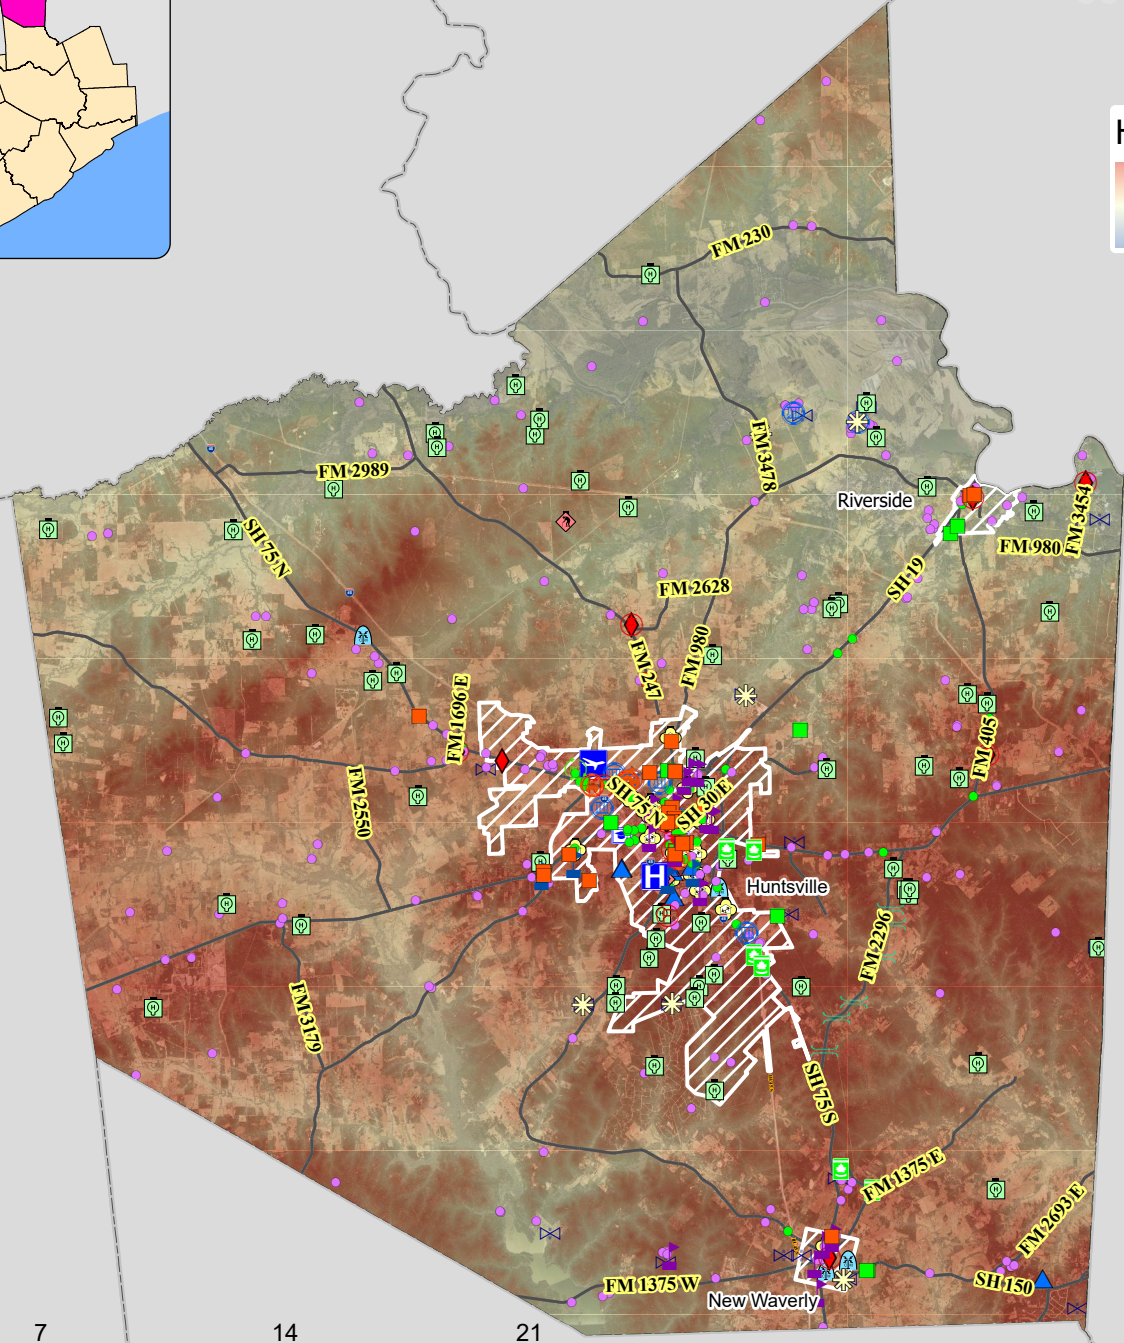 H
FM 230
FM 3478
FM 2989
Riverside
FM 3454
SH 75 N
FM 980
SH 19
FM 2628
FM 247
FM 980
FM 1696 E
FM 405
FM 2550
SH 75 N
SH 30 E
H
Huntsville
FM 2296
FM 3179
SH 75 S
FM 1375 E
FM 2693 E
FM 1375 W
SH 150
New Waverly
7 14 21